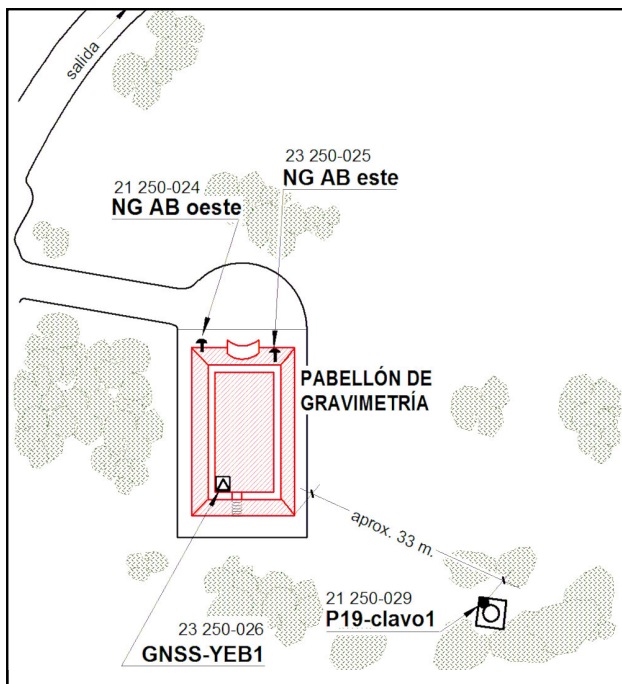 salida
23 250-025
NG AB este
21 250-024
NG AB oeste
PABELLÓN DE
GRAVIMETRÍA
aprox. 33 m.
21 250-029
P19-clavo1
23 250-026
GNSS-YEB1